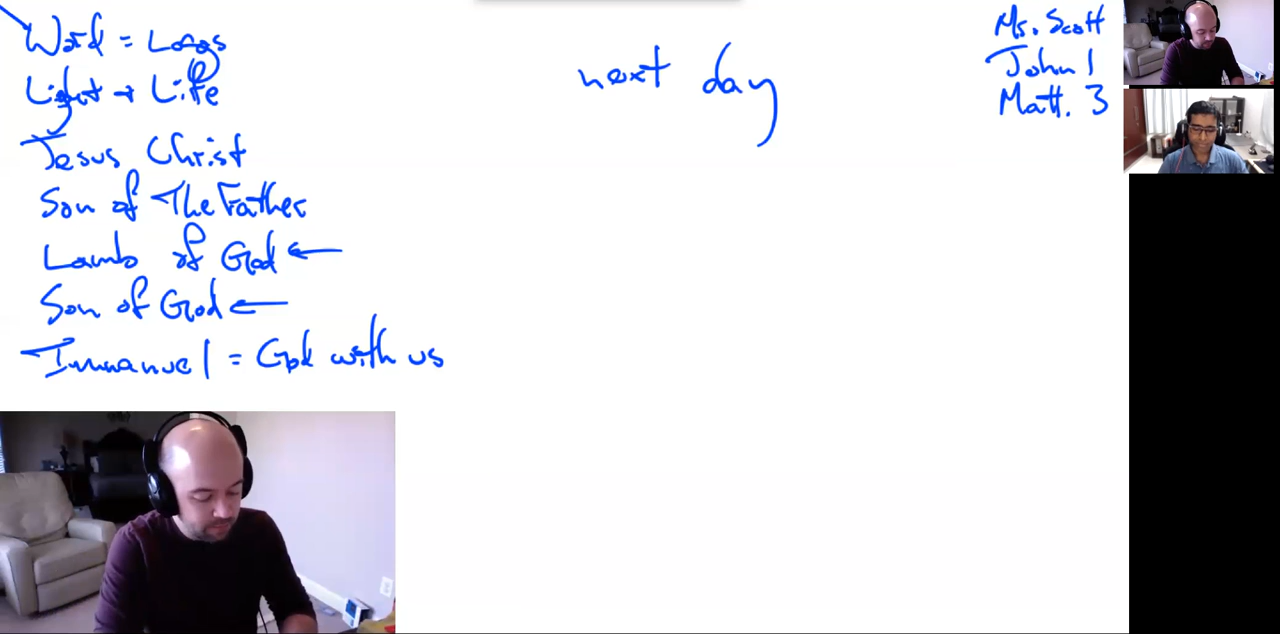 Word = Logos
Light → Life
Jesus Christ
Son of The Father
Lamb of God ←
Son of God ←
Immanuel = God with us
next day
Ms. Scott
John 1
Matt. 3